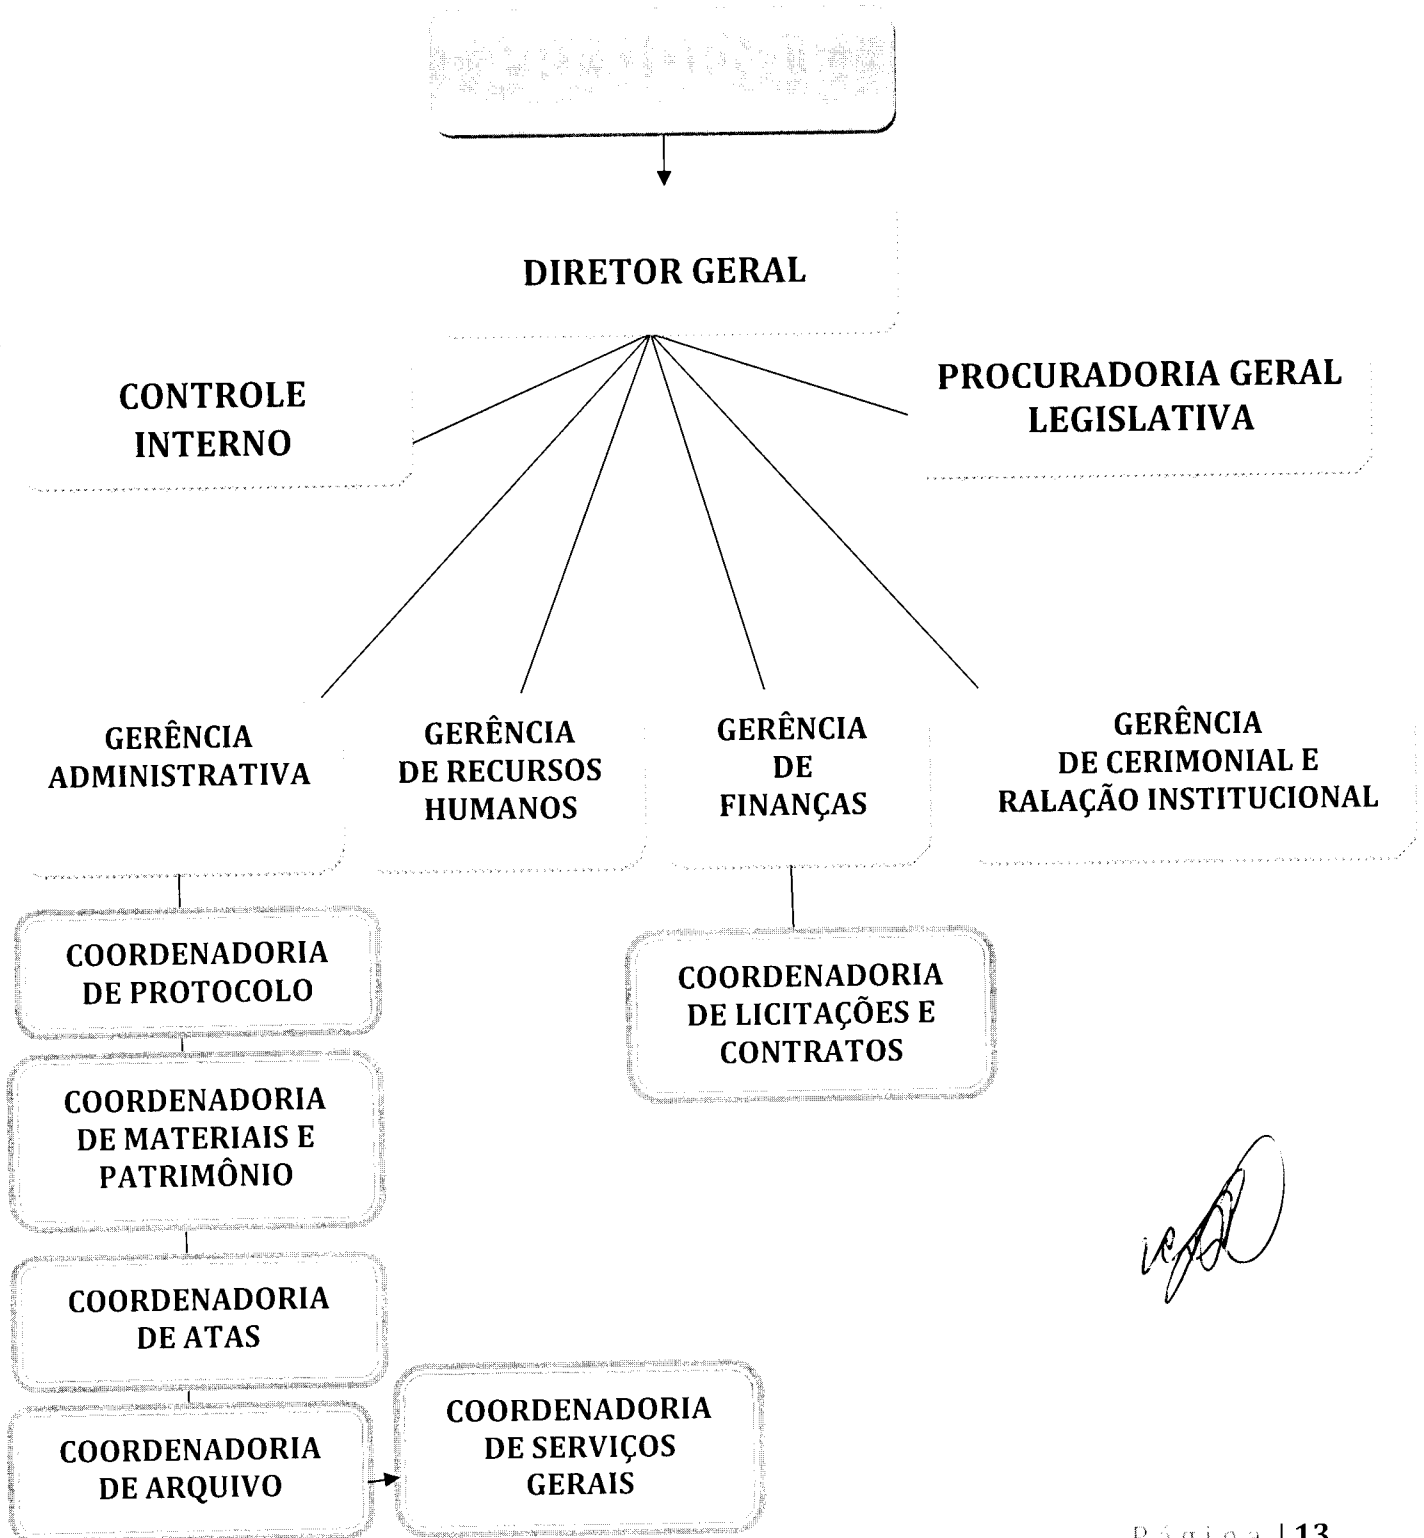 DIRETOR GERAL
CONTROLE
INTERNO
PROCURADORIA GERAL
LEGISLATIVA
GERÊNCIA
ADMINISTRATIVA
GERÊNCIA
DE RECURSOS
HUMANOS
GERÊNCIA
DE
FINANÇAS
GERÊNCIA
DE CERIMONIAL E
RALAÇÃO INSTITUCIONAL
COORDENADORIA
DE PROTOCOLO
COORDENADORIA
DE LICITAÇÕES E
CONTRATOS
COORDENADORIA
DE MATERIAIS E
PATRIMÔNIO
COORDENADORIA
DE ATAS
COORDENADORIA
DE ARQUIVO
COORDENADORIA
DE SERVIÇOS
GERAIS
Página | 13